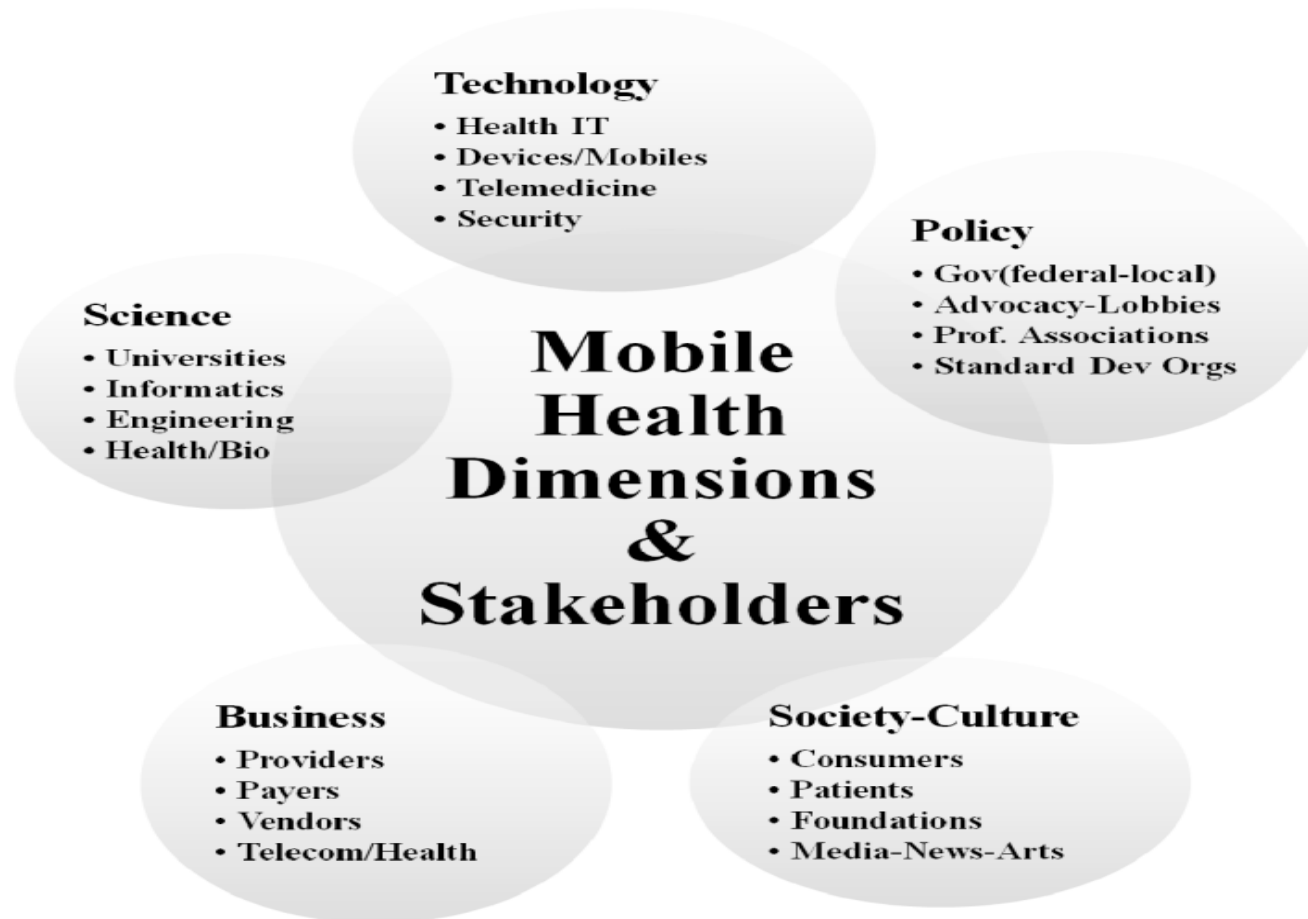 Technology
• Health IT
• Devices/Mobiles
• Telemedicine
• Security
Policy
• Gov(federal-local)
• Advocacy-Lobbies
• Prof. Associations
• Standard Dev Orgs
Science
• Universities
• Informatics
• Engineering
• Health/Bio
Mobile
Health
Dimensions
&
Stakeholders
Business
• Providers
• Payers
• Vendors
• Telecom/Health
Society-Culture
• Consumers
• Patients
• Foundations
• Media-News-Arts